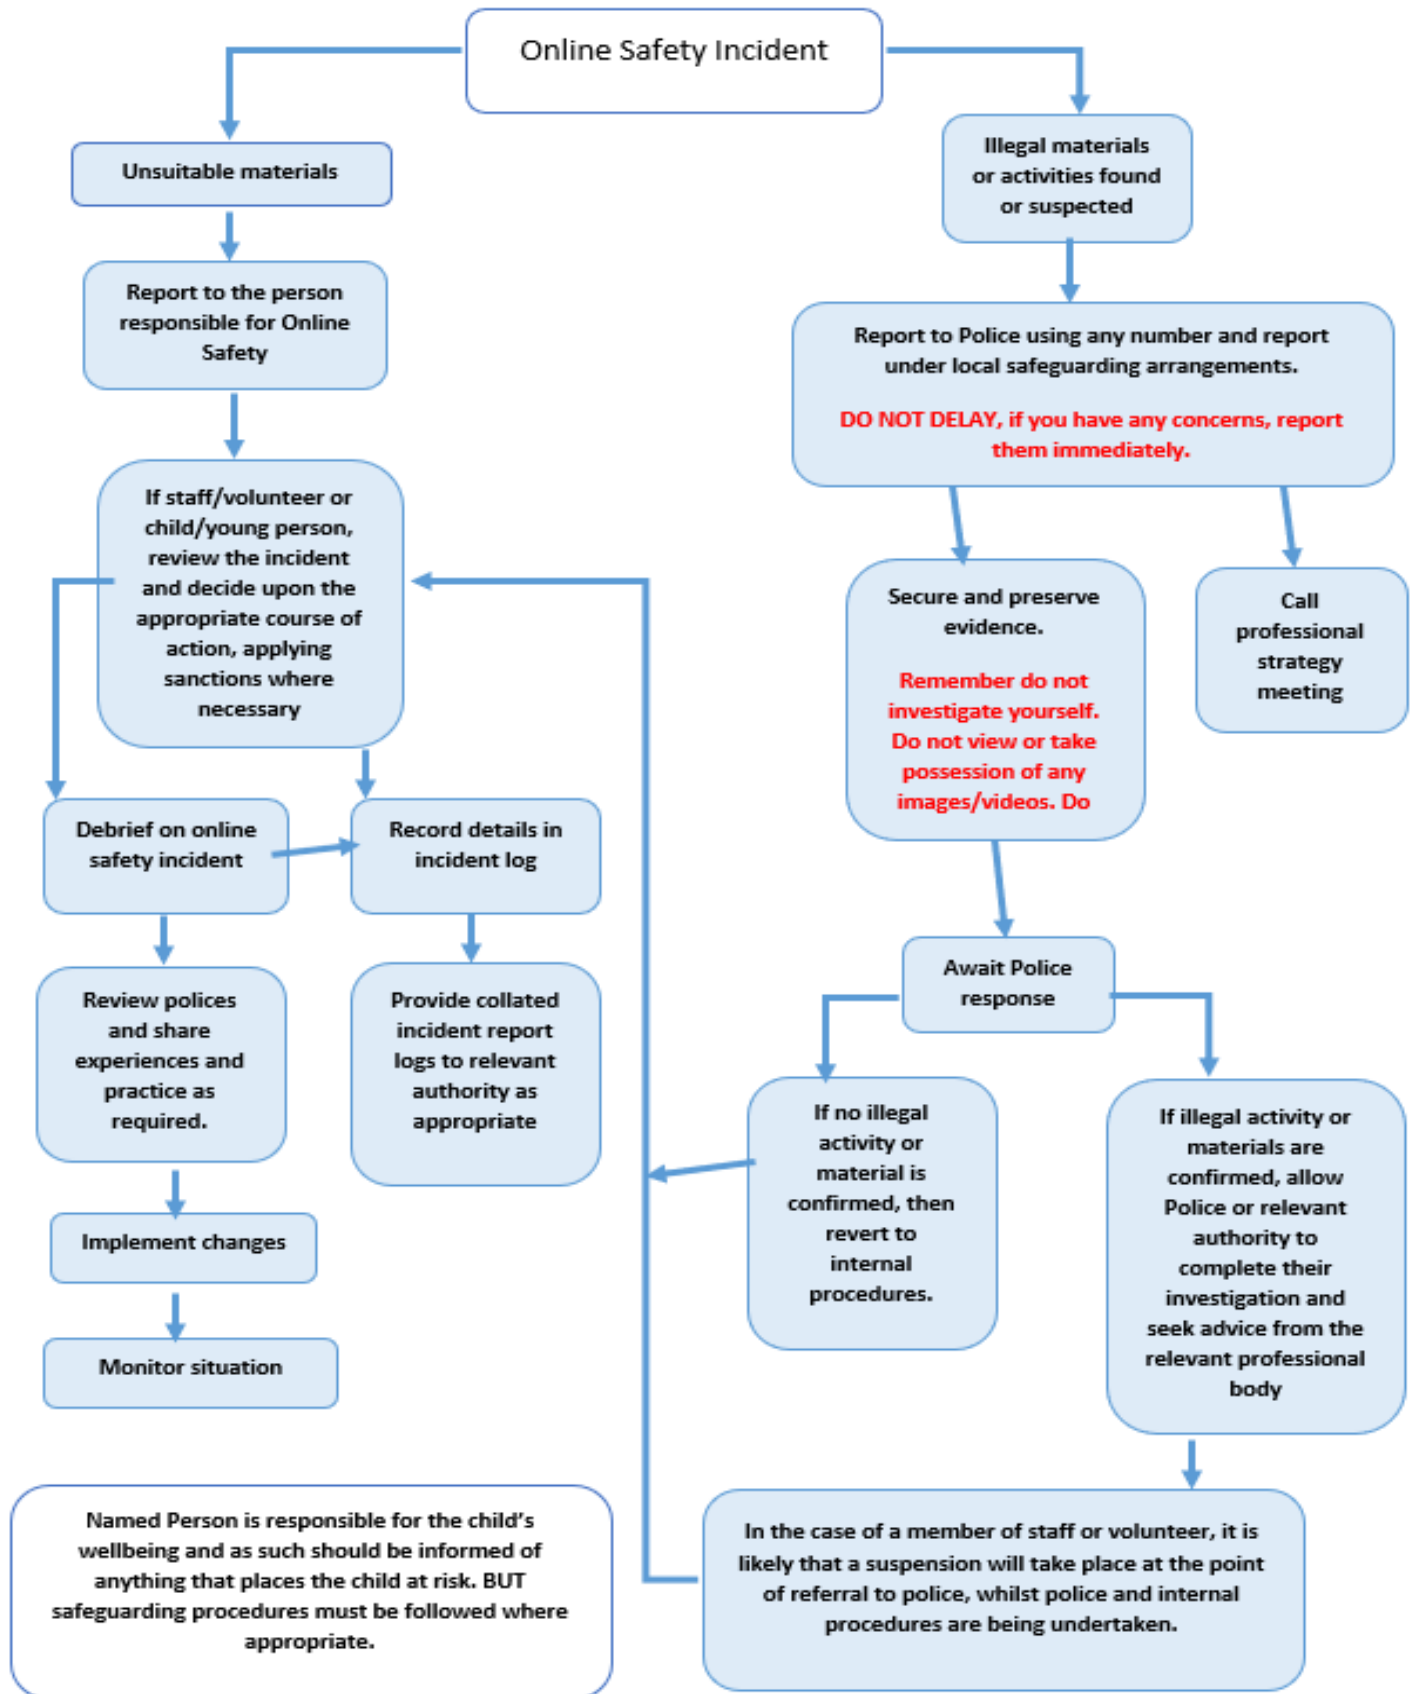 Online Safety Incident
Unsuitable materials
Illegal materials
or activities found
or suspected
Report to the person
responsible for Online
Safety
Report to Police using any number and report
under local safeguarding arrangements.
DO NOT DELAY, if you have any concerns, report
them immediately.
If staff/volunteer or
child/young person,
review the incident
and decide upon the
appropriate course of
action, applying
sanctions where
necessary
Secure and preserve
evidence.
Remember do not
investigate yourself.
Do not view or take
possession of any
images/videos. Do
Call
professional
strategy
meeting
Debrief on online
safety incident
Record details in
incident log
Await Police
response
Review polices
and share
experiences and
practice as
required.
Provide collated
incident report
logs to relevant
authority as
appropriate
If no illegal
activity or
material is
confirmed, then
revert to
internal
procedures.
If illegal activity or
materials are
confirmed, allow
Police or relevant
authority to
complete their
investigation and
seek advice from the
relevant professional
body
Implement changes
Monitor situation
Named Person is responsible for the child’s
wellbeing and as such should be informed of
anything that places the child at risk. BUT
safeguarding procedures must be followed where
appropriate.
In the case of a member of staff or volunteer, it is
likely that a suspension will take place at the point
of referral to police, whilst police and internal
procedures are being undertaken.